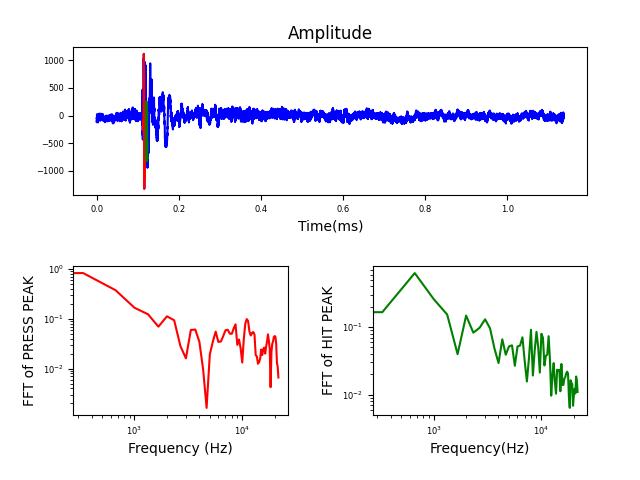 Amplitude
1000
500
0
−500
−1000
0.0 0.2 0.4 0.6 0.8 1.0
Time(ms)
FFT of PRESS PEAK
10⁰
10⁻¹
10⁻²
10³ 10⁴
Frequency (Hz)
FFT of HIT PEAK
10⁻¹
10⁻²
10³ 10⁴
Frequency(Hz)